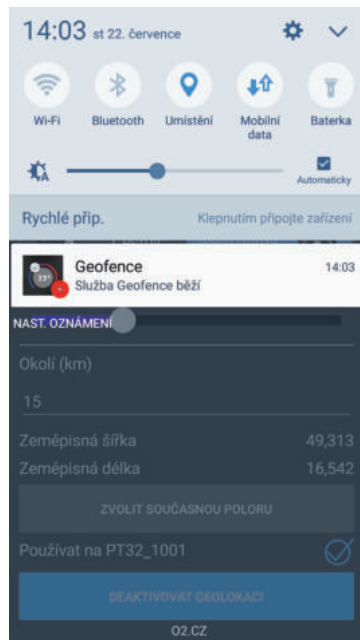 14:03 st 22. července
Wi-Fi Bluetooth Umístění Mobilní data Baterka
Automaticky
Rychlé přip. Klepnutím připojte zařízení
Geofence 14:03
Služba Geofence běží
NAST. OZNÁMENÍ
Okolí (km)
15
Zeměpisná šířka 49,313
Zeměpisná délka 16,542
ZVOLIT SOUČASNOU POLORU
Používat na PT32_1001
DEAKTIVOVAT GEOLOKACI
O2.CZ